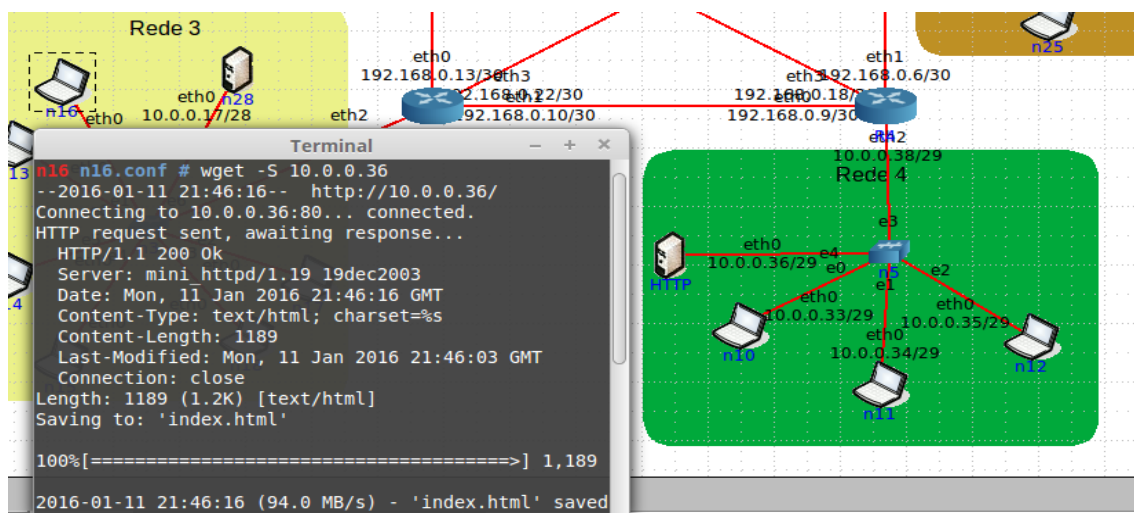 Rede 3
n16
eth0
eth0
n28
10.0.0.17/28
eth2
eth0
192.168.0.13/30
eth3
192.168.0.22/30
eth1
192.168.0.10/30
n25
eth1
192.168.0.6/30
eth3
192.168.0.18/
eth0
192.168.0.9/30
10.0.0.38/29
Rede 4
e3
eth0
10.0.0.36/29
e4
HTTP
e0
n5
e2
e1
eth0
10.0.0.33/29
n10
eth0
10.0.0.35/29
n12
eth0
10.0.0.34/29
n11
13
4
Terminal
n16 n16.conf # wget -S 10.0.0.36
--2016-01-11 21:46:16--  http://10.0.0.36/
Connecting to 10.0.0.36:80... connected.
HTTP request sent, awaiting response...
HTTP/1.1 200 Ok
Server: mini_httpd/1.19 19dec2003
Date: Mon, 11 Jan 2016 21:46:16 GMT
Content-Type: text/html; charset=%s
Content-Length: 1189
Last-Modified: Mon, 11 Jan 2016 21:46:03 GMT
Connection: close
Length: 1189 (1.2K) [text/html]
Saving to: 'index.html'
100%[======================================>] 1,189
2016-01-11 21:46:16 (94.0 MB/s) - 'index.html' saved